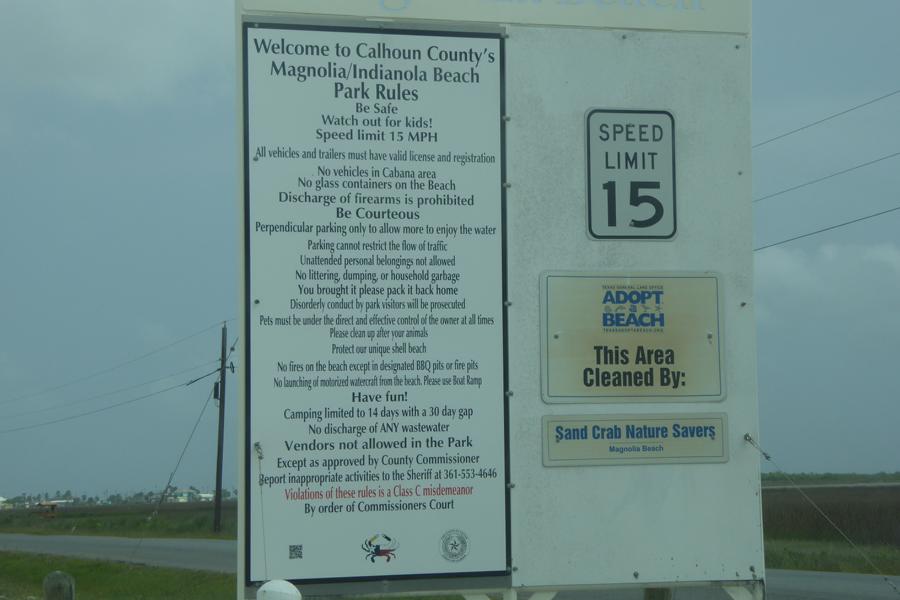 Welcome to Calhoun County's
Magnolia/Indianola Beach
Park Rules
Be Safe
Watch out for kids!
Speed limit 15 MPH
All vehicles and trailers must have valid license and registration
No vehicles in Cabana area
No glass containers on the Beach
Discharge of firearms is prohibited
Be Courteous
Perpendicular parking only to allow more to enjoy the water
Parking cannot restrict the flow of traffic
Unattended personal belongings not allowed
No littering, dumping, or household garbage
You brought it please pack it back home
Disorderly conduct by park visitors will be prosecuted
Pets must be under the direct and effective control of the owner at all times
Please clean up after your animals
Protect our unique shell beach
No fires on the beach except in designated BBQ pits or fire pits
No launching of motorized watercraft from the beach. Please use Boat Ramp
Have fun!
Camping limited to 14 days with a 30 day gap
No discharge of ANY wastewater
Vendors not allowed in the Park
Except as approved by County Commissioner
Report inappropriate activities to the Sheriff at 361-553-4646
Violations of these rules is a Class C misdemeanor
By order of Commissioners Court
SPEED
LIMIT
15
TEXAS GENERAL LAND OFFICE
ADOPT
a
BEACH
TEXASADOPTABEACH.ORG
This Area
Cleaned By:
Sand Crab Nature Savers
Magnolia Beach